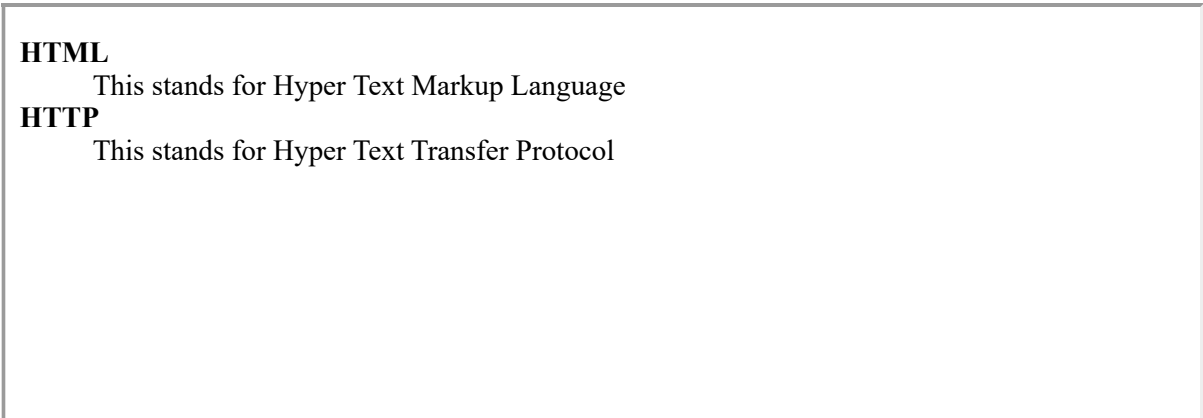 HTML
This stands for Hyper Text Markup Language
HTTP
This stands for Hyper Text Transfer Protocol